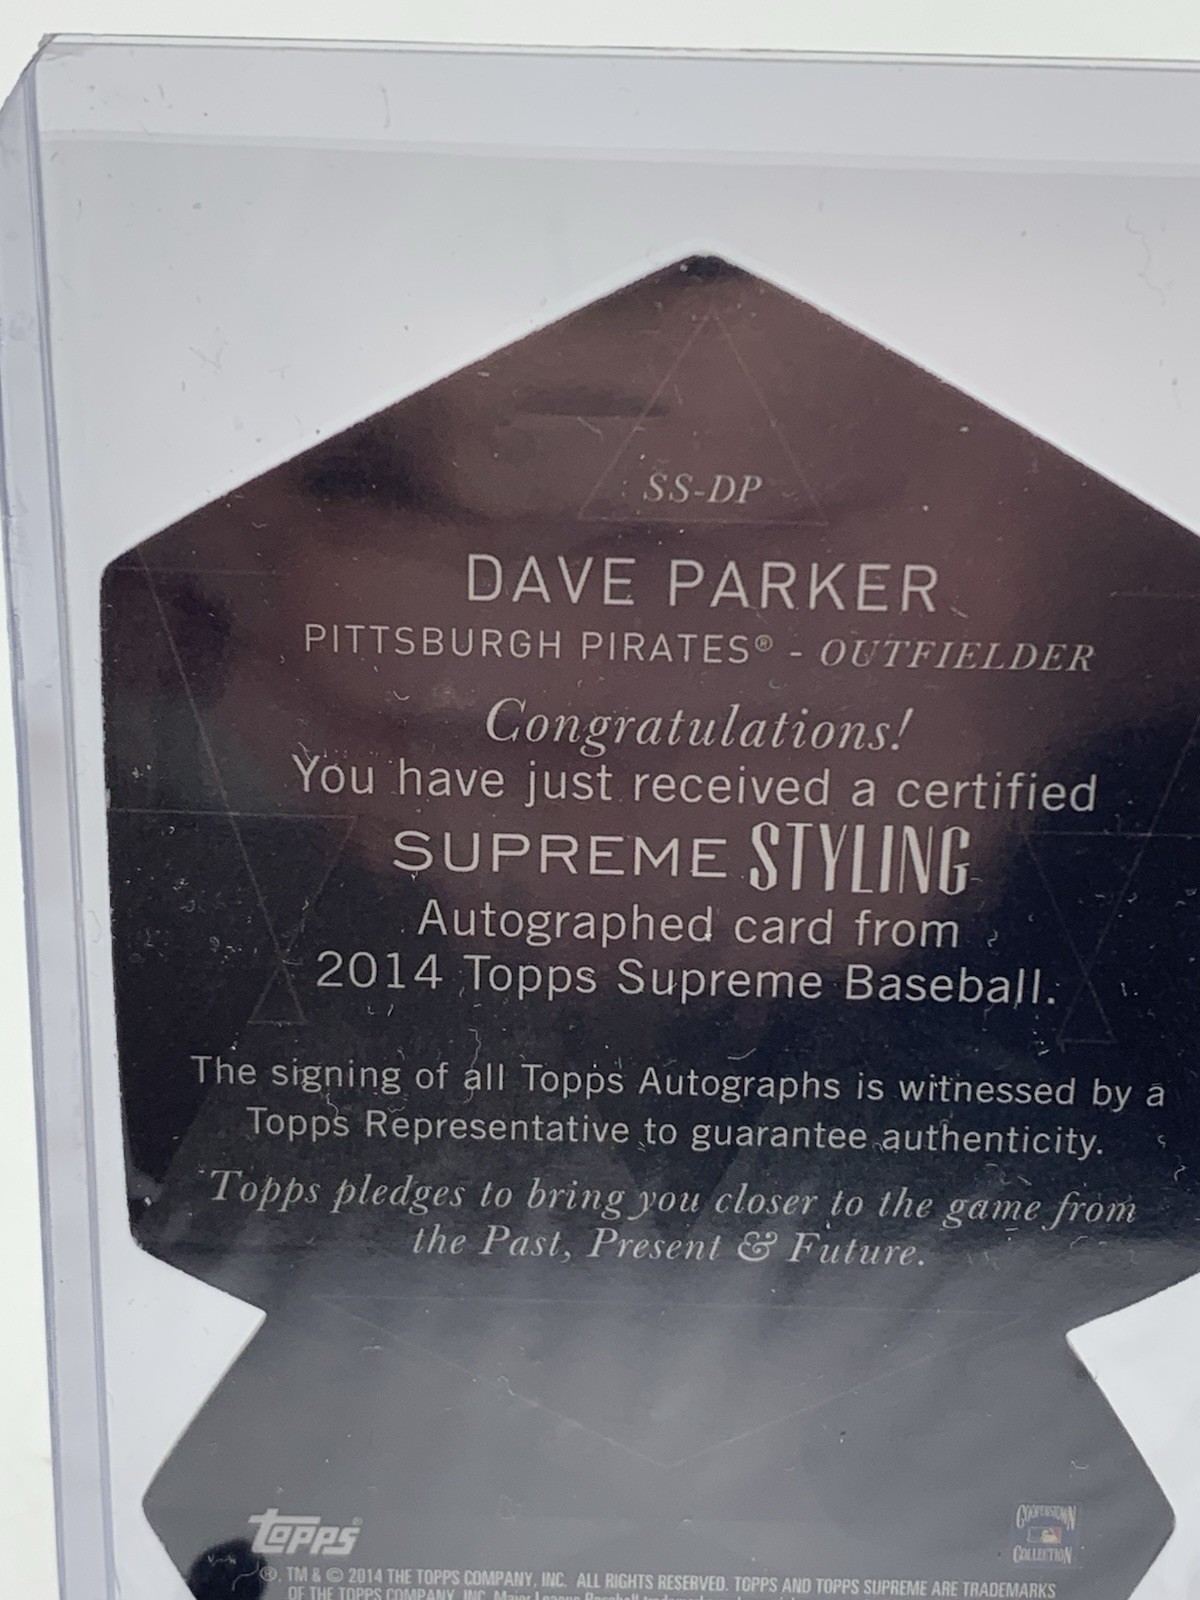 SS-DP
DAVE PARKER
PITTSBURGH PIRATES® - OUTFIELDER
Congratulations!
You have just received a certified
SUPREME STYLING
Autographed card from
2014 Topps Supreme Baseball.
The signing of all Topps Autographs is witnessed by a
Topps Representative to guarantee authenticity.
Topps pledges to bring you closer to the game from
the Past, Present & Future.
topps®
COOPERSTOWN
COLLECTION
®, TM & © 2014 THE TOPPS COMPANY, INC. ALL RIGHTS RESERVED. TOPPS AND TOPPS SUPREME ARE TRADEMARKS
OF THE TOPPS COMPANY, INC. Major League Baseball